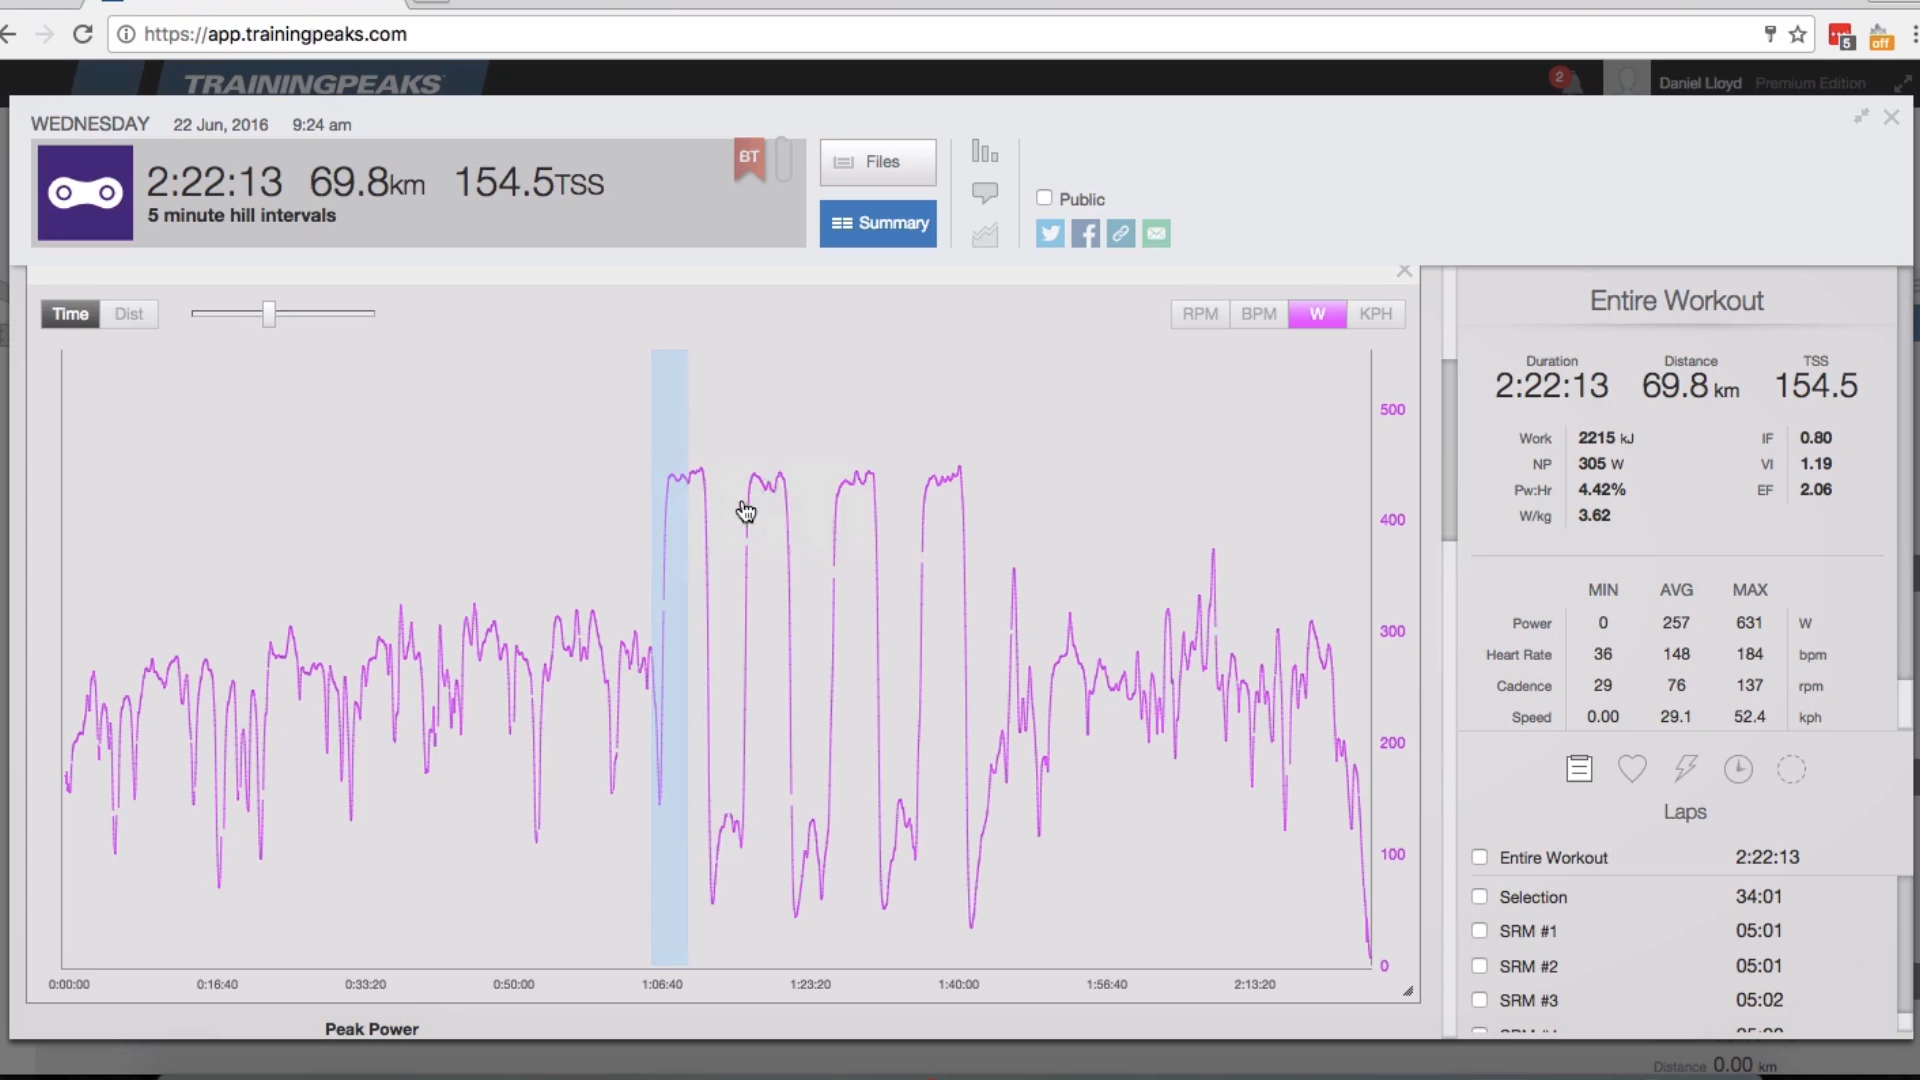 https://app.trainingpeaks.com
5
off
TRAININGPEAKS
2
Daniel Lloyd Premium Edition
WEDNESDAY 22 Jun, 2016 9:24 am
2:22:13 69.8km 154.5TSS
5 minute hill intervals
BT
Files
Summary
Public
Time Dist
RPM BPM W KPH
500
400
300
200
100
0
0:00:00 0:16:40 0:33:20 0:50:00 1:06:40 1:23:20 1:40:00 1:56:40 2:13:20
Peak Power
Entire Workout
Duration Distance TSS
2:22:13 69.8 km 154.5
Work 2215 kJ IF 0.80
NP 305 W VI 1.19
Pw:Hr 4.42% EF 2.06
W/kg 3.62
MIN AVG MAX
Power 0 257 631 W
Heart Rate 36 148 184 bpm
Cadence 29 76 137 rpm
Speed 0.00 29.1 52.4 kph
Laps
Entire Workout 2:22:13
Selection 34:01
SRM #1 05:01
SRM #2 05:01
SRM #3 05:02
Distance 0.00 km